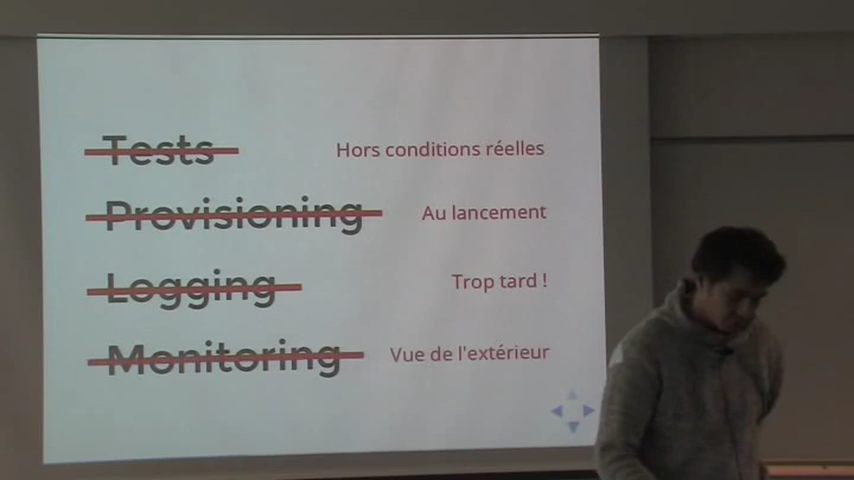 Tests Hors conditions réelles
Provisioning Au lancement
Logging Trop tard !
Monitoring Vue de l'extérieur